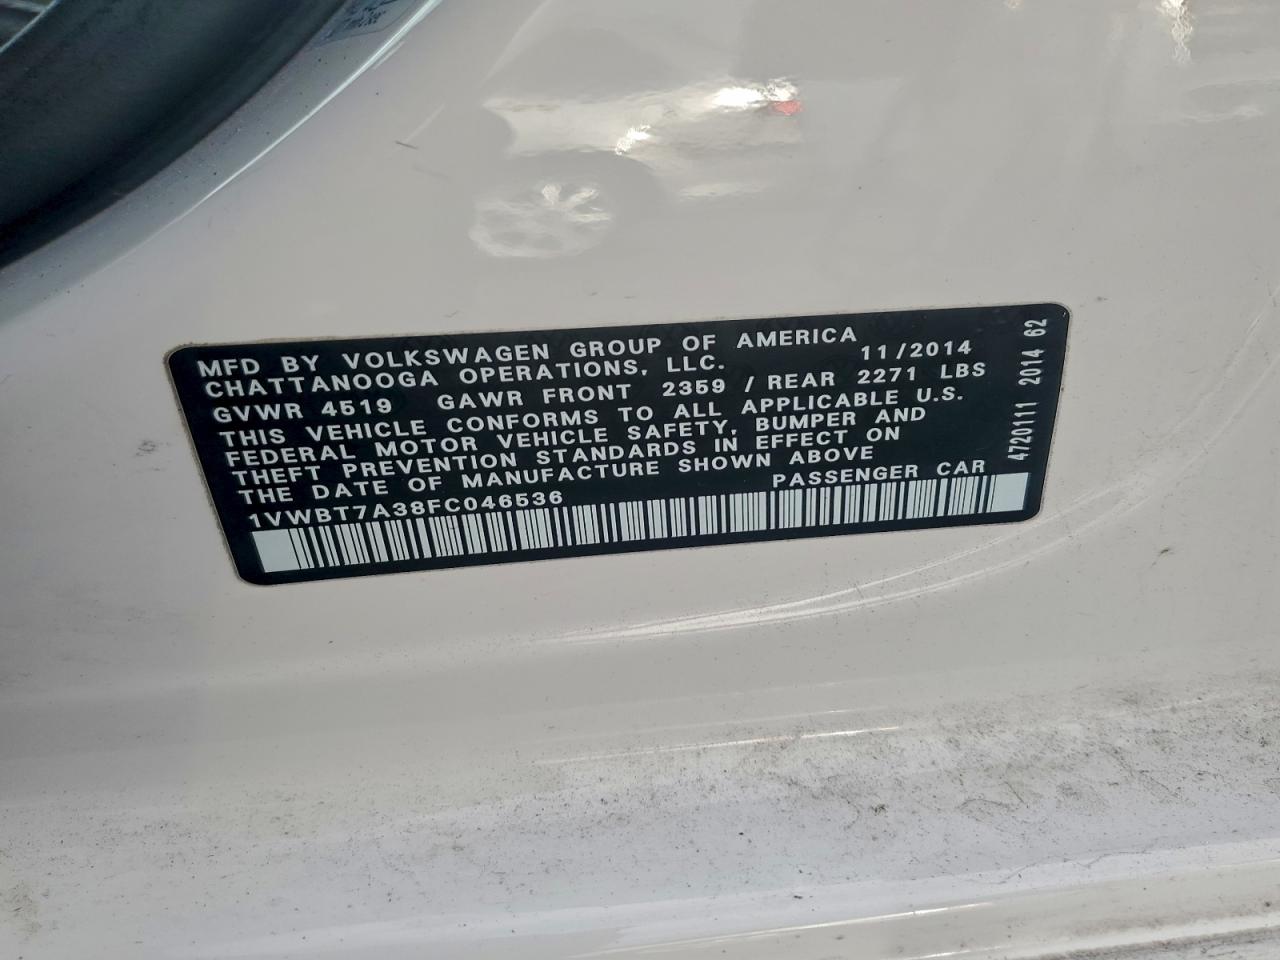 MFD BY VOLKSWAGEN GROUP OF AMERICA
CHATTANOOGA OPERATIONS, LLC. 11/2014
GVWR 4519 GAWR FRONT 2359 / REAR 2271 LBS
THIS VEHICLE CONFORMS TO ALL APPLICABLE U.S.
FEDERAL MOTOR VEHICLE SAFETY, BUMPER AND
THEFT PREVENTION STANDARDS IN EFFECT ON
THE DATE OF MANUFACTURE SHOWN ABOVE
1VWBT7A38FC046536 PASSENGER CAR
4720111 2014 62